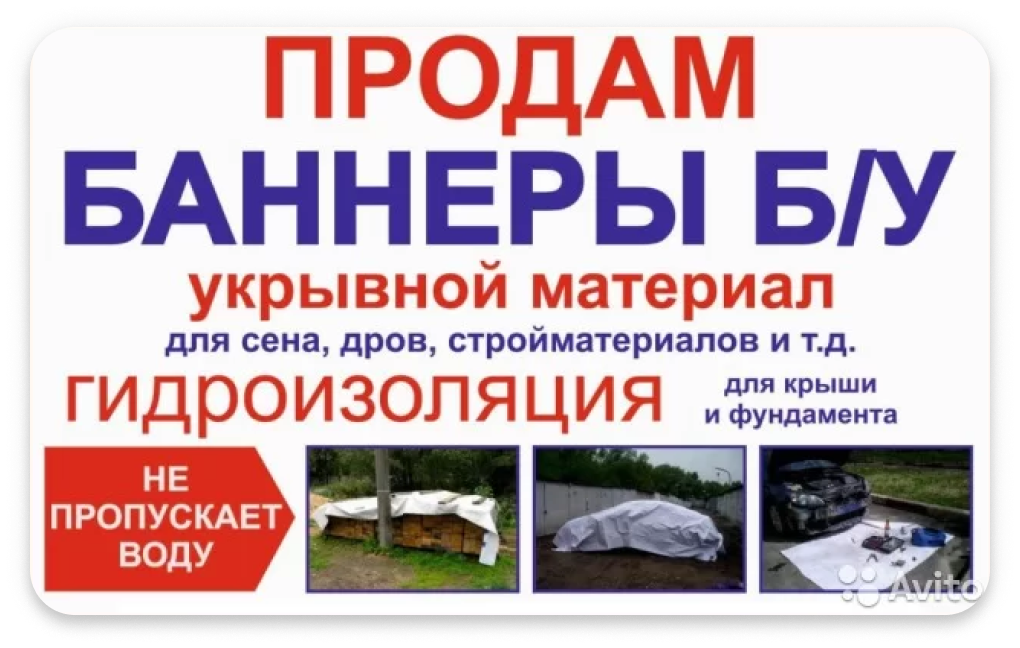 ПРОДАМ
БАННЕРЫ Б/У
укрывной материал
для сена, дров, стройматериалов и т.д.
гидроизоляция
для крыши
и фундамента
НЕ
ПРОПУСКАЕТ
ВОДУ
Avito